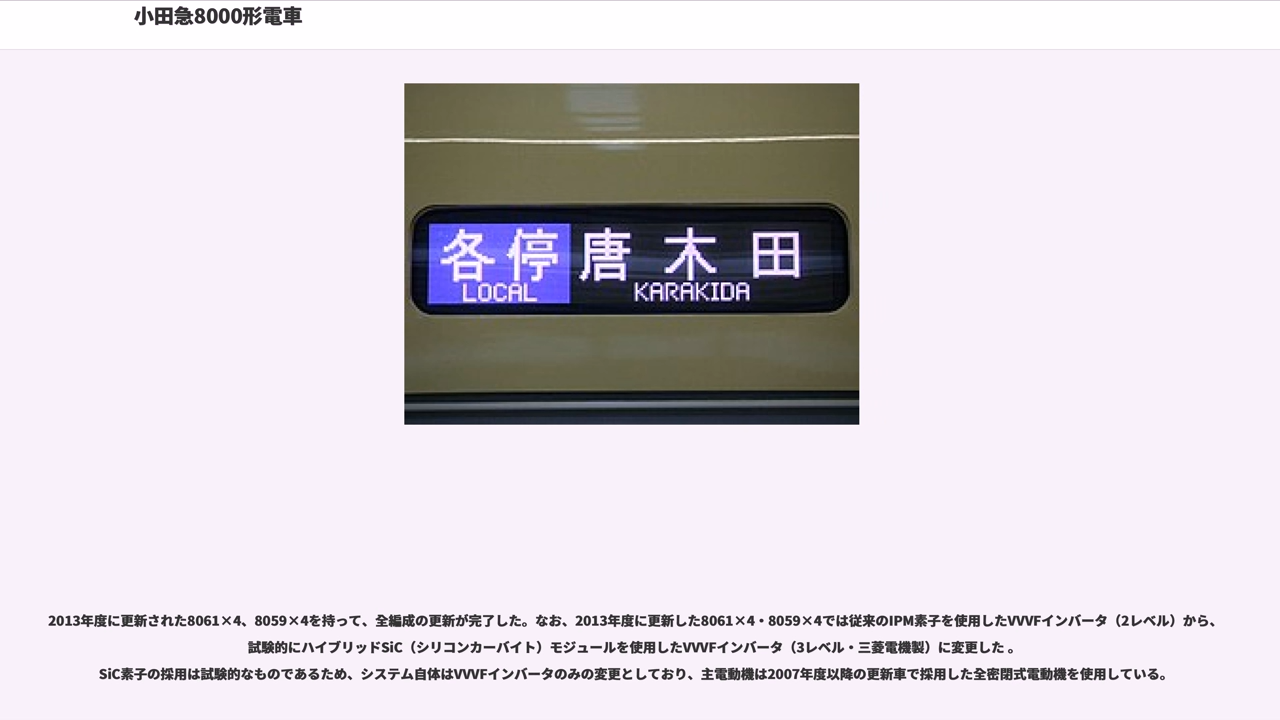 小田急8000形電車
各停 唐木田
LOCAL KARAKIDA
2013年度に更新された8061×4、8059×4を持って、全編成の更新が完了した。なお、2013年度に更新した8061×4・8059×4では従来のIPM素子を使用したVVVFインバータ（2レベル）から、
試験的にハイブリッドSiC（シリコンカーバイト）モジュールを使用したVVVFインバータ（3レベル・三菱電機製）に変更した 。
SiC素子の採用は試験的なものであるため、システム自体はVVVFインバータのみの変更としており、主電動機は2007年度以降の更新車で採用した全密閉式電動機を使用している。